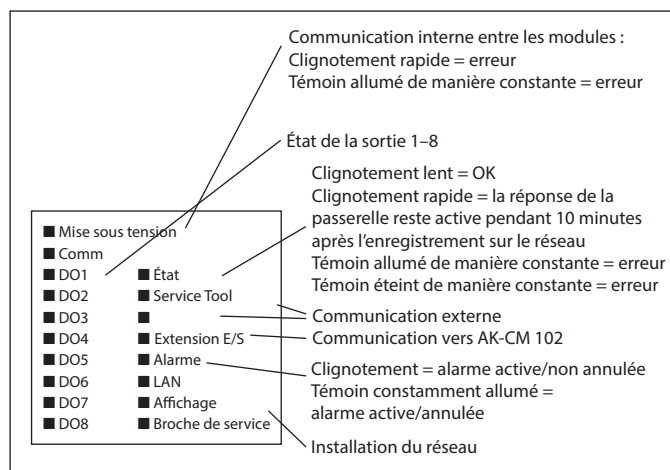 Communication interne entre les modules :
Clignotement rapide = erreur
Témoin allumé de manière constante = erreur
État de la sortie 1–8
Clignotement lent = OK
Clignotement rapide = la réponse de la
passerelle reste active pendant 10 minutes
après l'enregistrement sur le réseau
Témoin allumé de manière constante = erreur
Témoin éteint de manière constante = erreur
Communication externe
Communication vers AK-CM 102
Clignotement = alarme active/non annulée
Témoin constamment allumé =
alarme active/annulée
Installation du réseau
■ Mise sous tension
■ Comm
■ DO1 ■ État
■ DO2 ■ Service Tool
■ DO3 ■
■ DO4 ■ Extension E/S
■ DO5 ■ Alarme
■ DO6 ■ LAN
■ DO7 ■ Affichage
■ DO8 ■ Broche de service